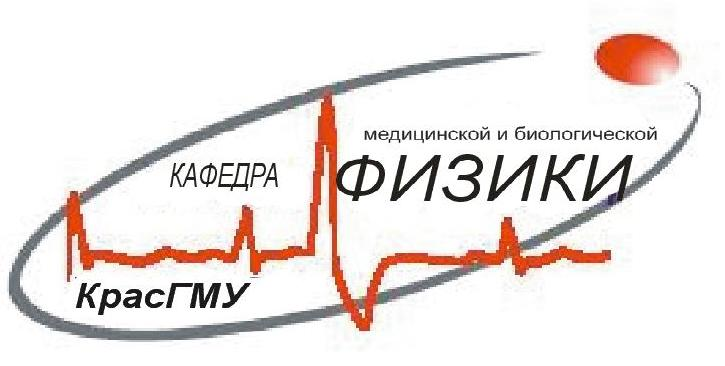 КАФЕДРА
медицинской и биологической
ФИЗИКИ
КрасГМУ